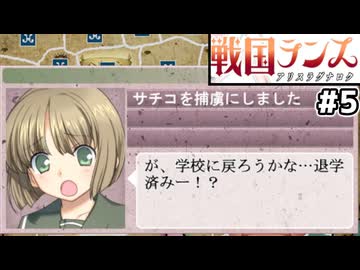 戦国ランス
アリスラグナロク
#5
サチコを捕虜にしました
が、学校に戻ろうかな…退学
済みー！？